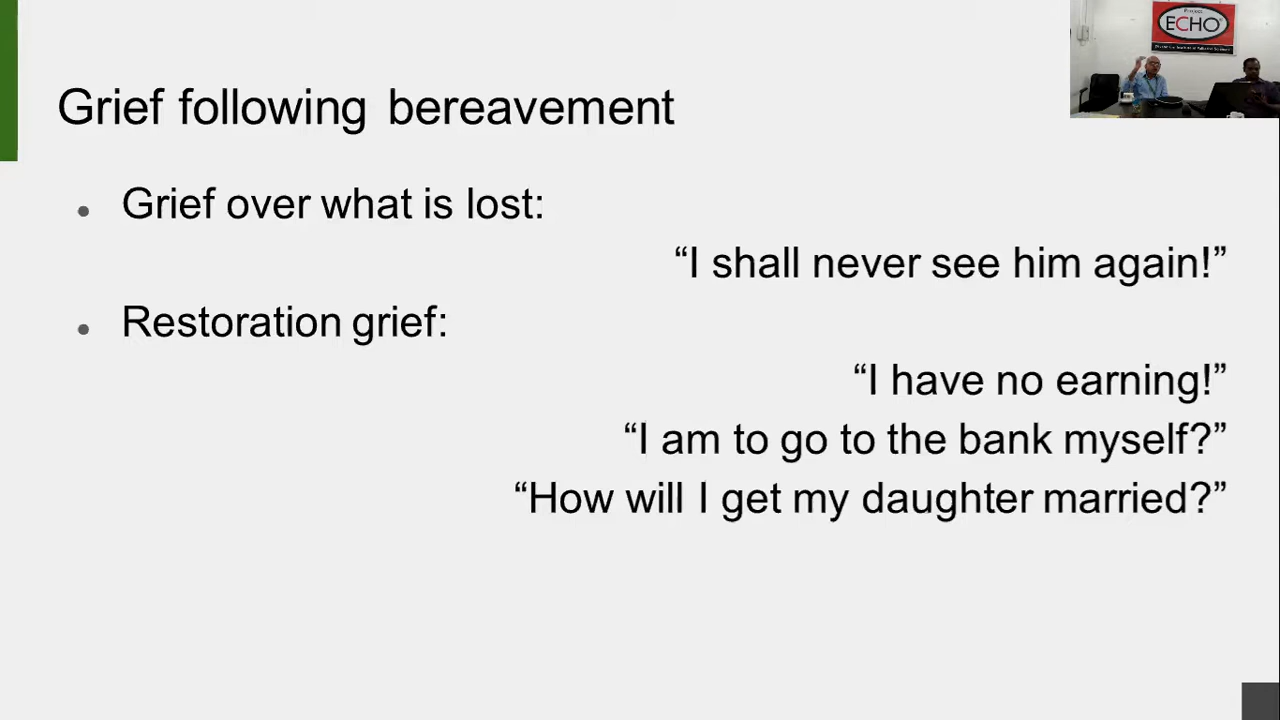 Grief following bereavement
Grief over what is lost:
“I shall never see him again!”
Restoration grief:
“I have no earning!”
“I am to go to the bank myself?”
“How will I get my daughter married?”
Project
ECHO